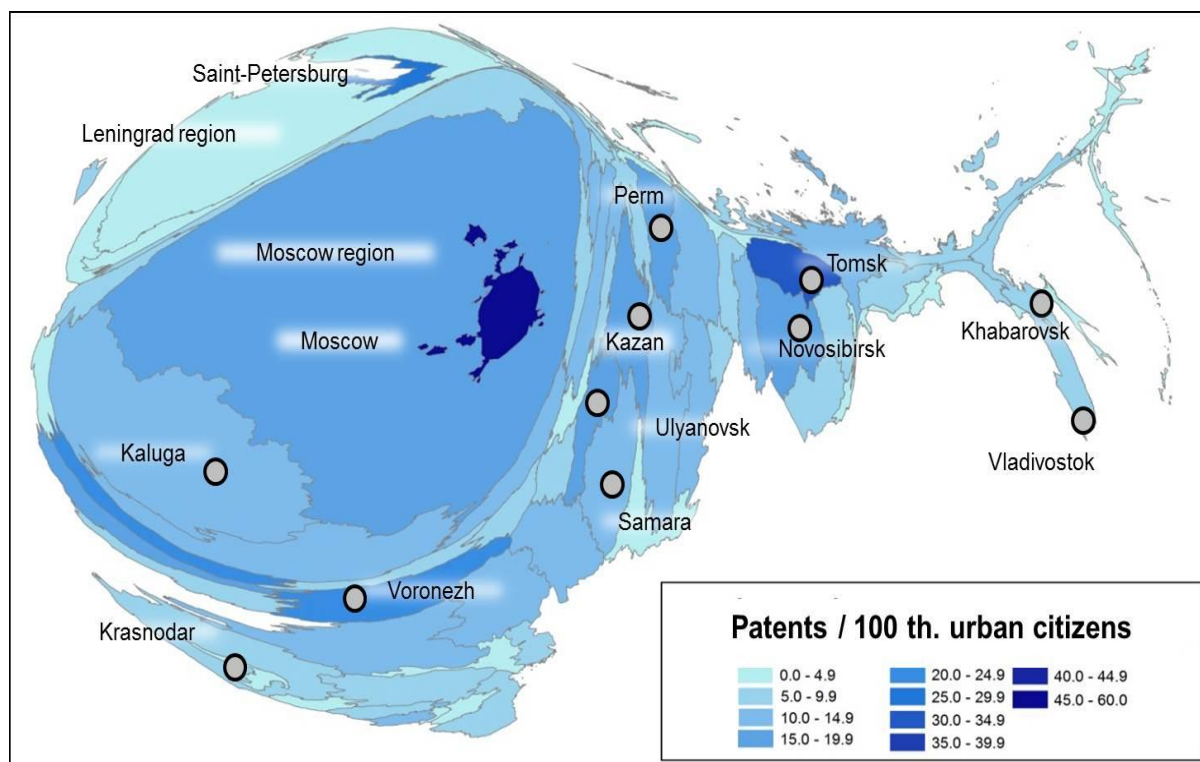 Saint-Petersburg
Leningrad region
Perm
Moscow region
Tomsk
Moscow
Kazan
Novosibirsk
Khabarovsk
Ulyanovsk
Kaluga
Vladivostok
Samara
Voronezh
Krasnodar
Patents / 100 th. urban citizens
0.0 - 4.9
5.0 - 9.9
10.0 - 14.9
15.0 - 19.9
20.0 - 24.9
25.0 - 29.9
30.0 - 34.9
35.0 - 39.9
40.0 - 44.9
45.0 - 60.0